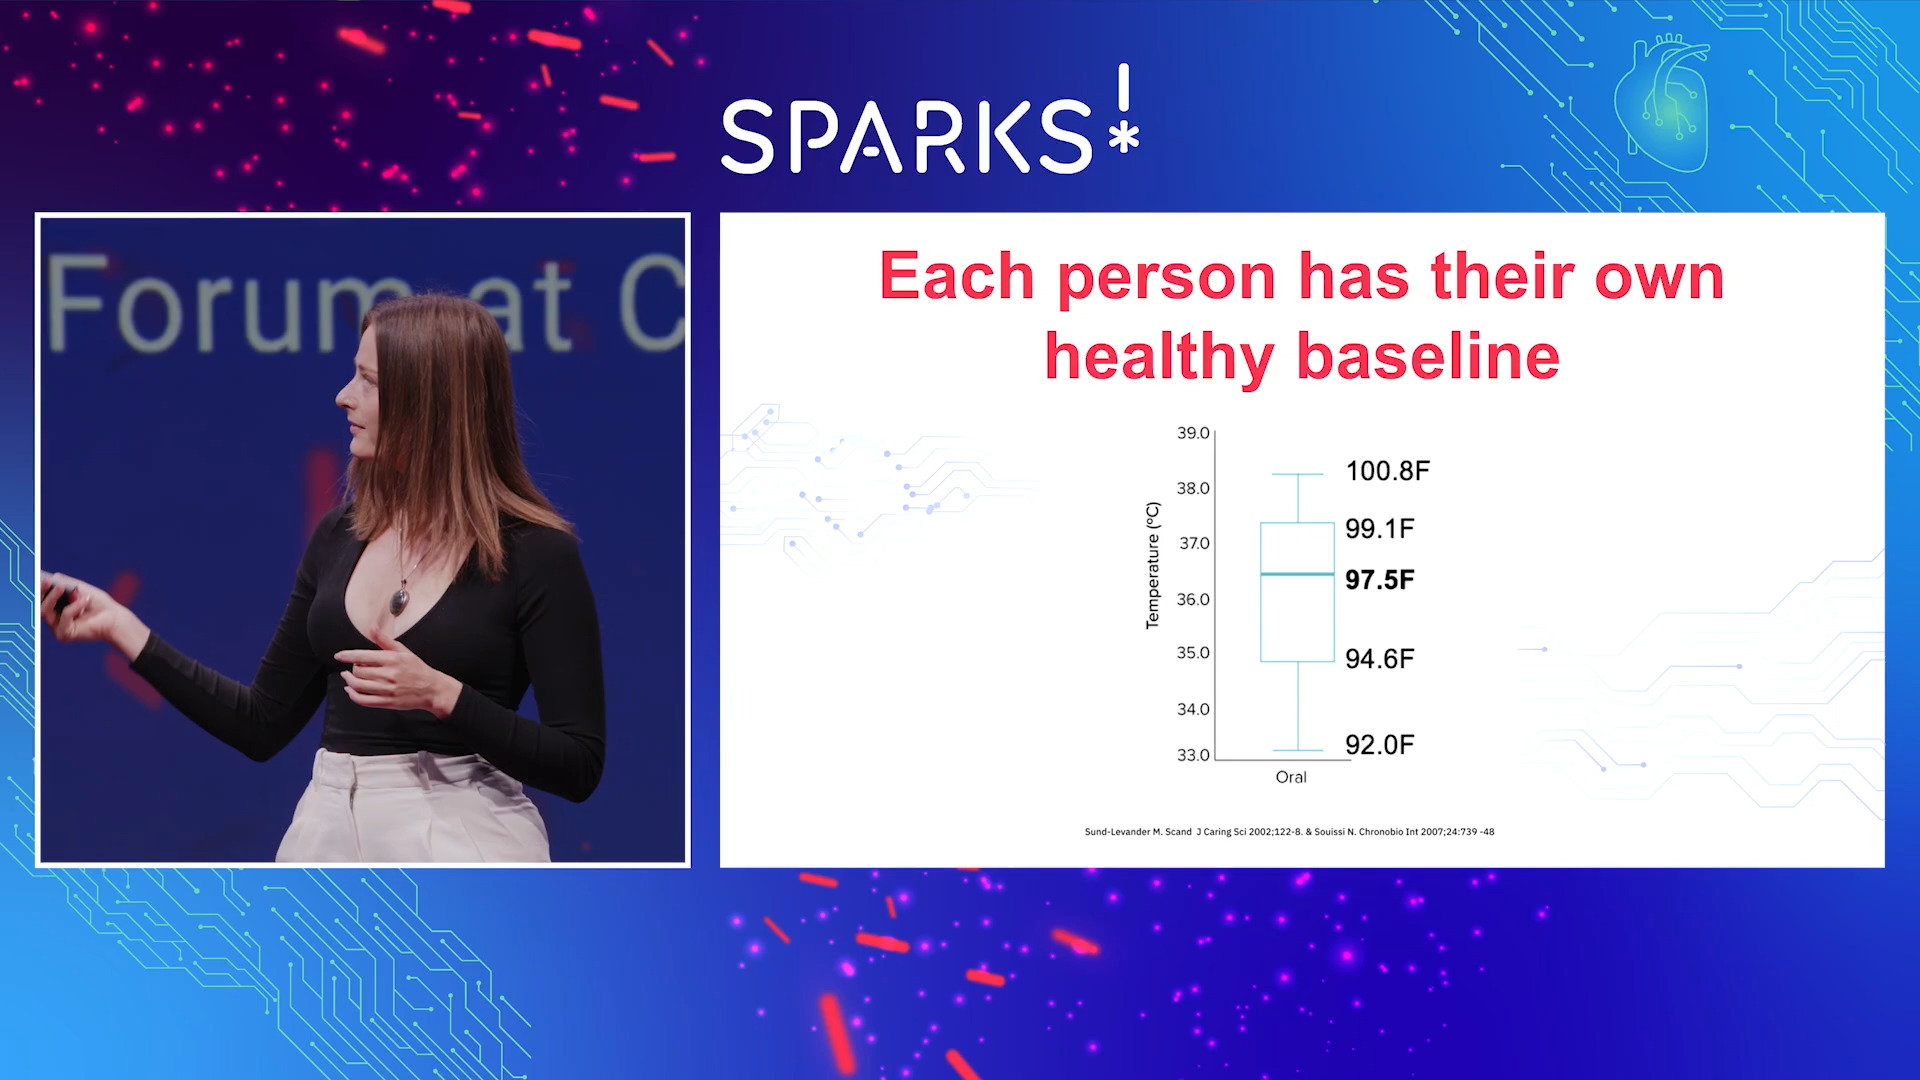 SPARKS!*
Forum at C
Each person has their own
healthy baseline
39.0
38.0
37.0
36.0
35.0
34.0
33.0
Temperature (°C)
100.8F
99.1F
97.5F
94.6F
92.0F
Oral
Sund-Levander M. Scand J Caring Sci 2002;122-8. & Souissi N. Chronobio Int 2007;24:739 -48